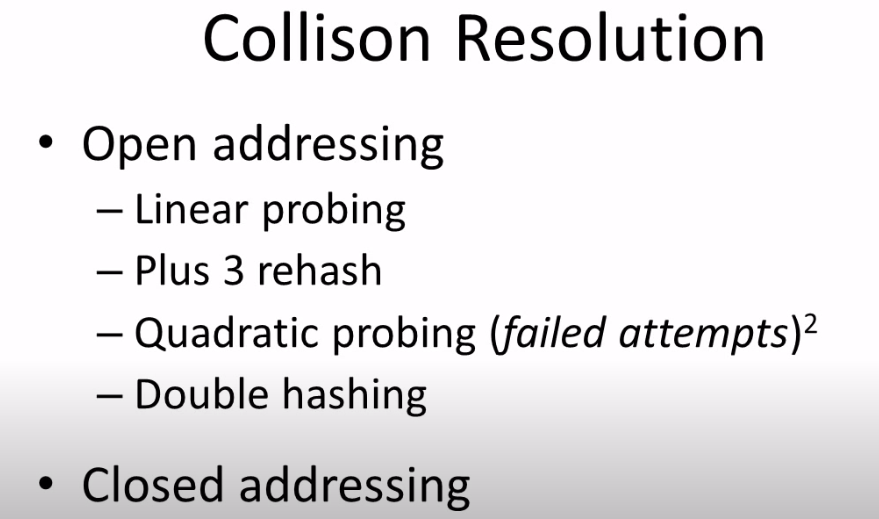 Collison Resolution
• Open addressing
– Linear probing
– Plus 3 rehash
– Quadratic probing (failed attempts)²
– Double hashing
• Closed addressing